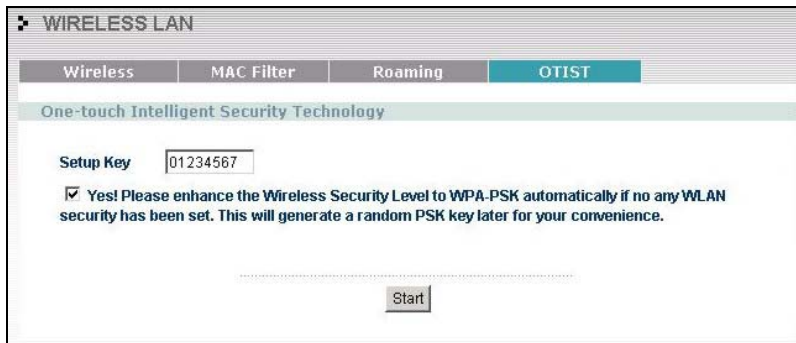 WIRELESS LAN
Wireless MAC Filter Roaming OTIST
One-touch Intelligent Security Technology
Setup Key 01234567
Yes! Please enhance the Wireless Security Level to WPA-PSK automatically if no any WLAN
security has been set. This will generate a random PSK key later for your convenience.
Start